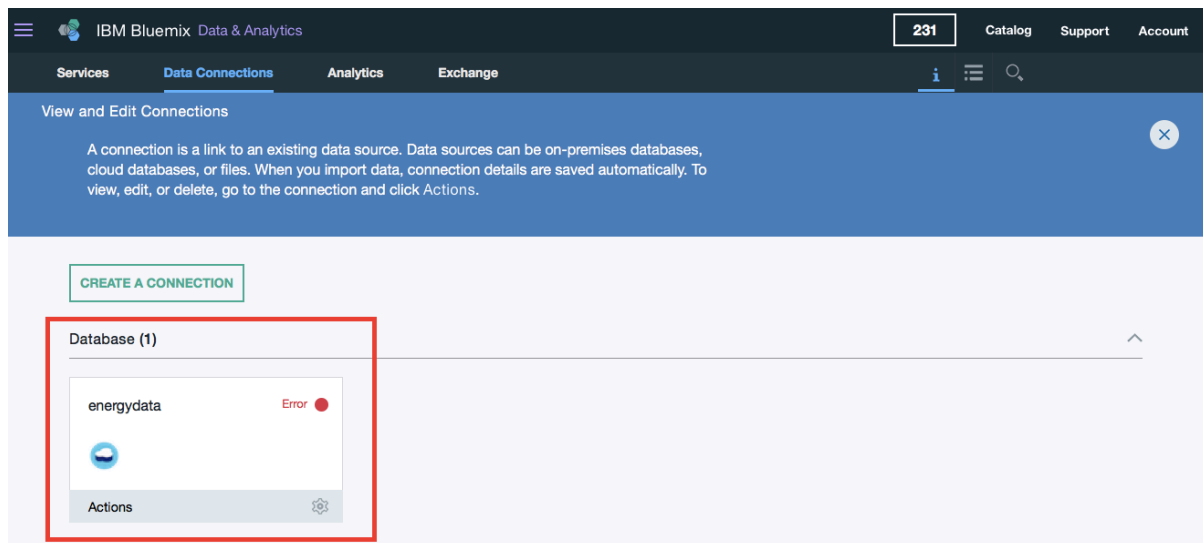 IBM Bluemix Data & Analytics
231
Catalog
Support
Account
Services
Data Connections
Analytics
Exchange
i
View and Edit Connections
A connection is a link to an existing data source. Data sources can be on-premises databases,
cloud databases, or files. When you import data, connection details are saved automatically. To
view, edit, or delete, go to the connection and click Actions.
CREATE A CONNECTION
Database (1)
energydata
Error
Actions